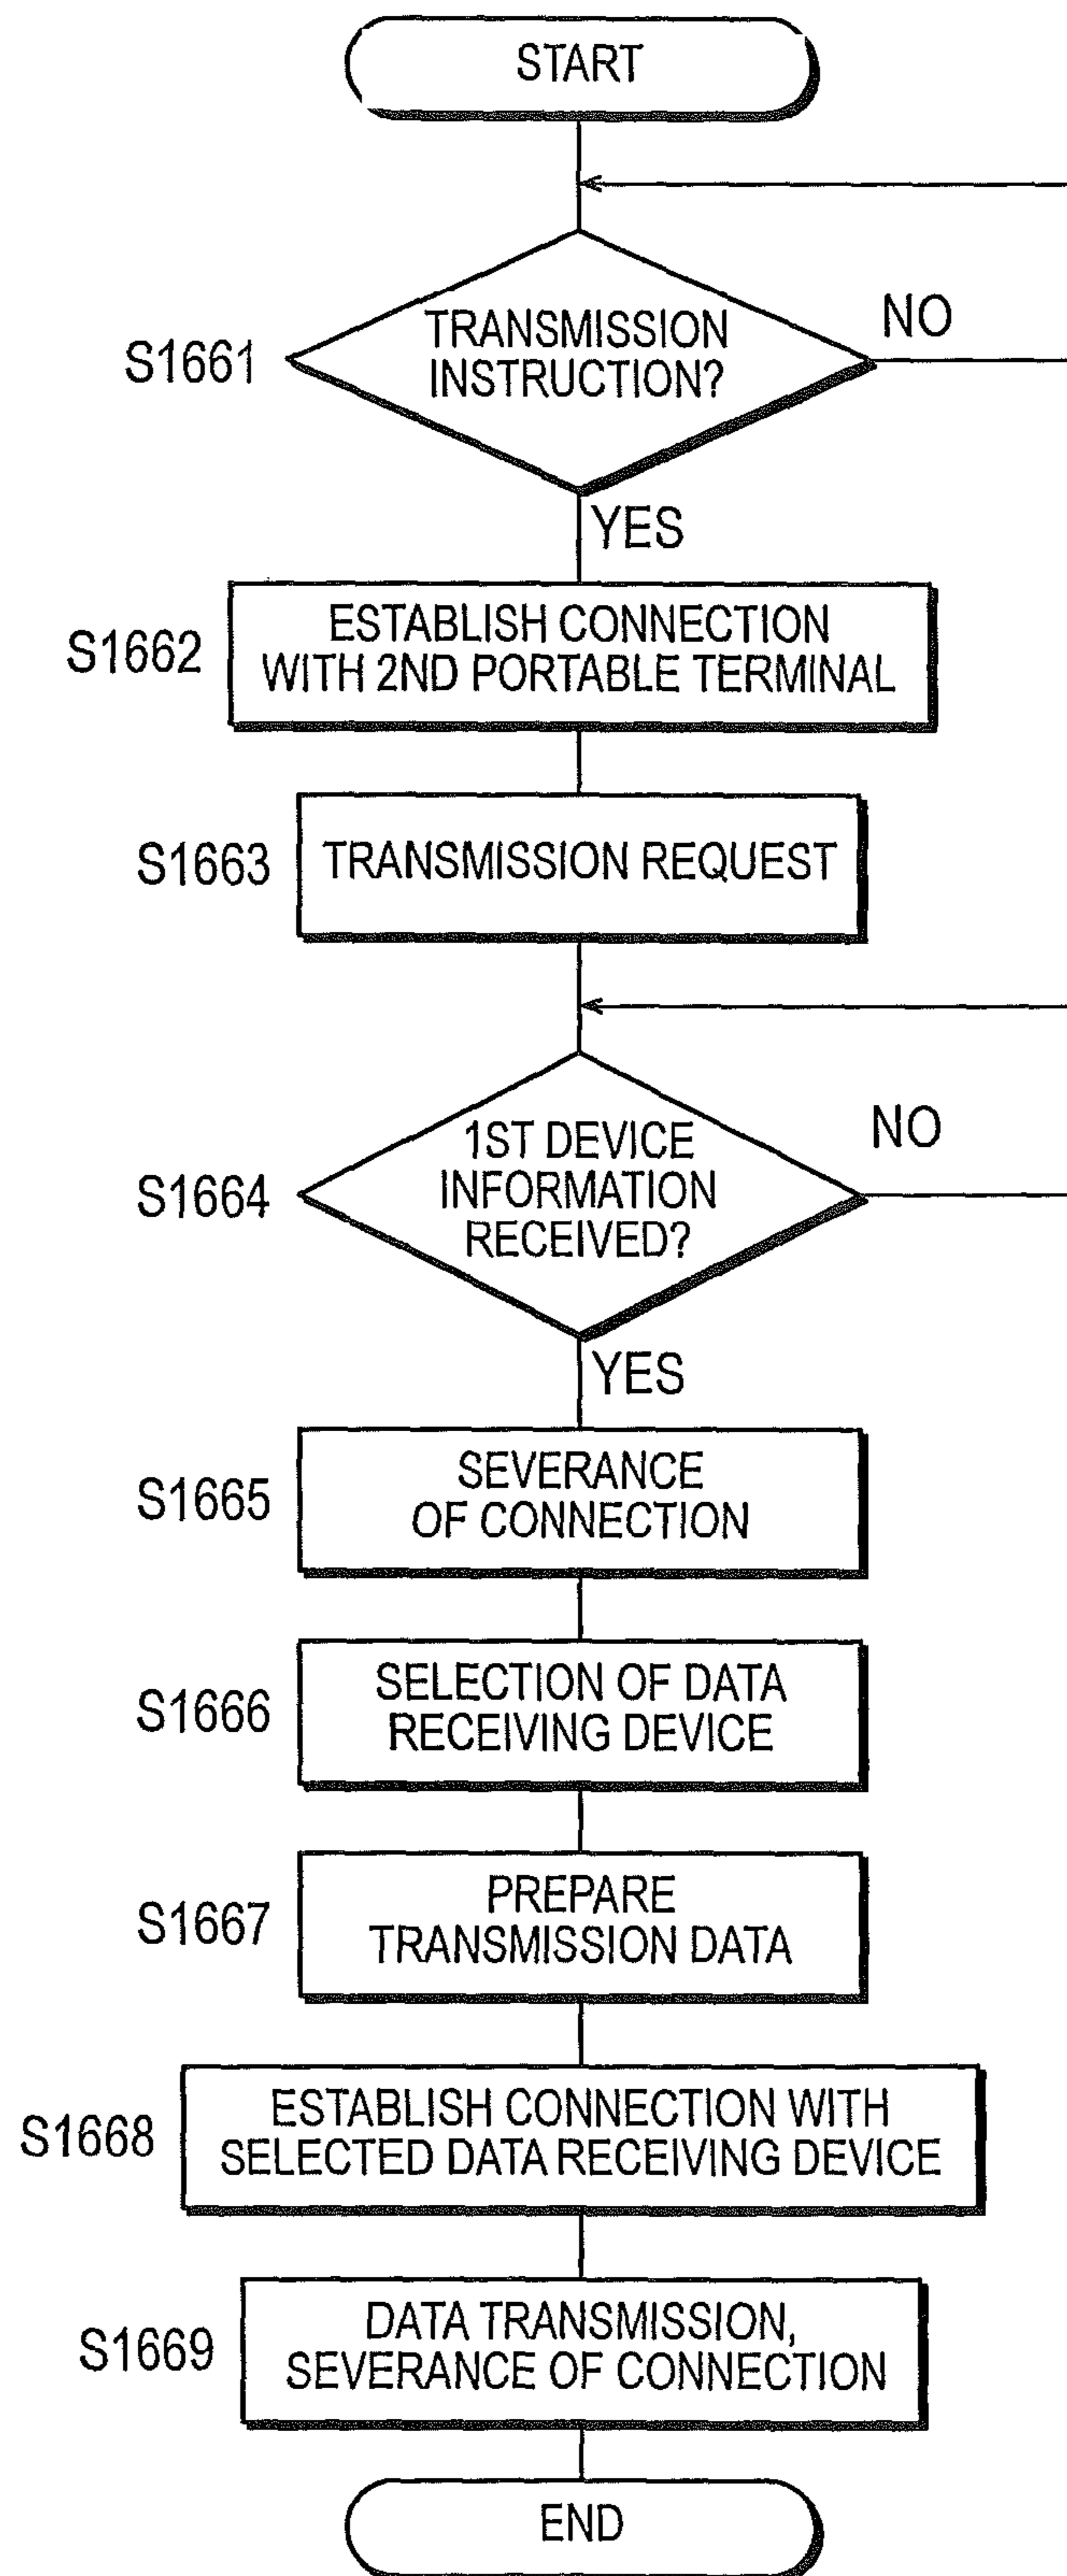 START
S1661
TRANSMISSION
INSTRUCTION?
NO
YES
S1662
ESTABLISH CONNECTION
WITH 2ND PORTABLE TERMINAL
S1663
TRANSMISSION REQUEST
S1664
1ST DEVICE
INFORMATION
RECEIVED?
NO
YES
S1665
SEVERANCE
OF CONNECTION
S1666
SELECTION OF DATA
RECEIVING DEVICE
S1667
PREPARE
TRANSMISSION DATA
S1668
ESTABLISH CONNECTION WITH
SELECTED DATA RECEIVING DEVICE
S1669
DATA TRANSMISSION,
SEVERANCE OF CONNECTION
END